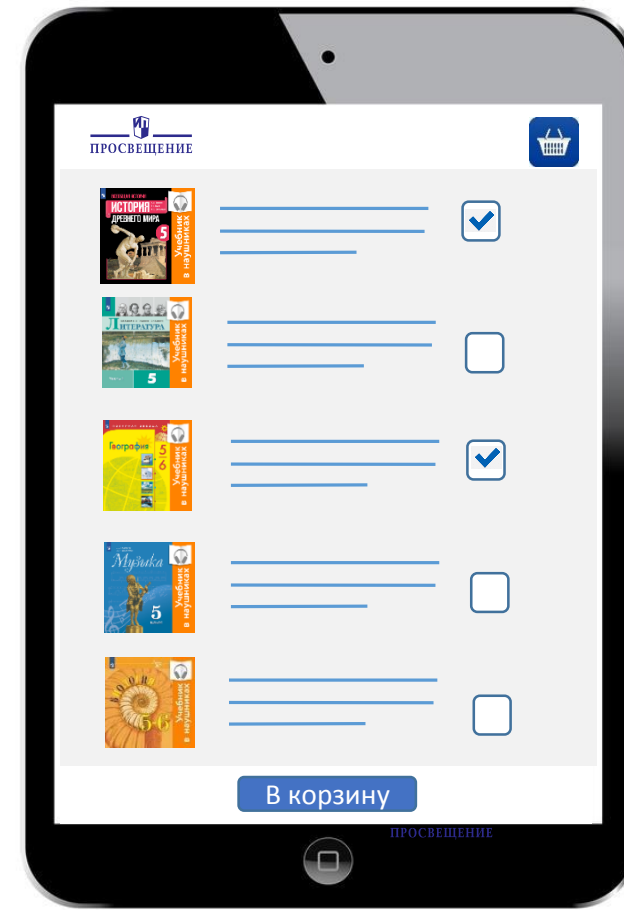 ПРОСВЕЩЕНИЕ
ИСТОРИЯ
ДРЕВНЕГО МИРА
5
Учебник
в наушниках
ЛИТЕРАТУРА
5
Учебник
в наушниках
География
5
6
Учебник
в наушниках
Музыка
5
Учебник
в наушниках
5-6
Учебник
в наушниках
В корзину
ПРОСВЕЩЕНИЕ